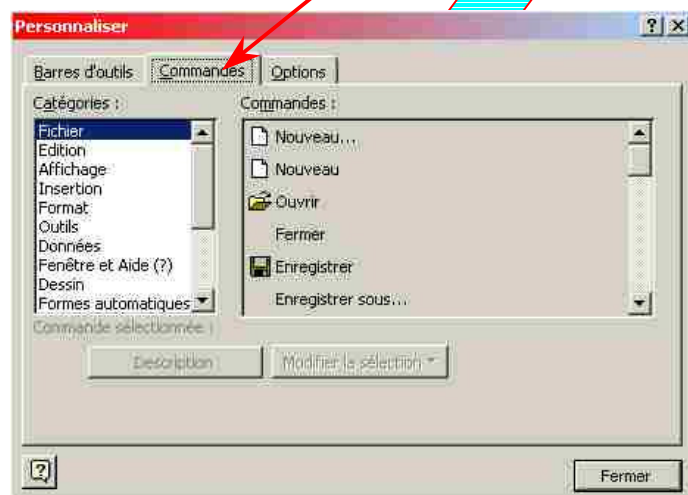 Personnaliser
Barres d'outils Commandes Options
Catégories : Commandes :
Fichier
Edition
Affichage
Insertion
Format
Outils
Données
Fenêtre et Aide (?)
Dessin
Formes automatiques
Nouveau...
Nouveau
Ouvrir
Fermer
Enregistrer
Enregistrer sous...
Commande sélectionnée :
Description Modifier la sélection
Fermer